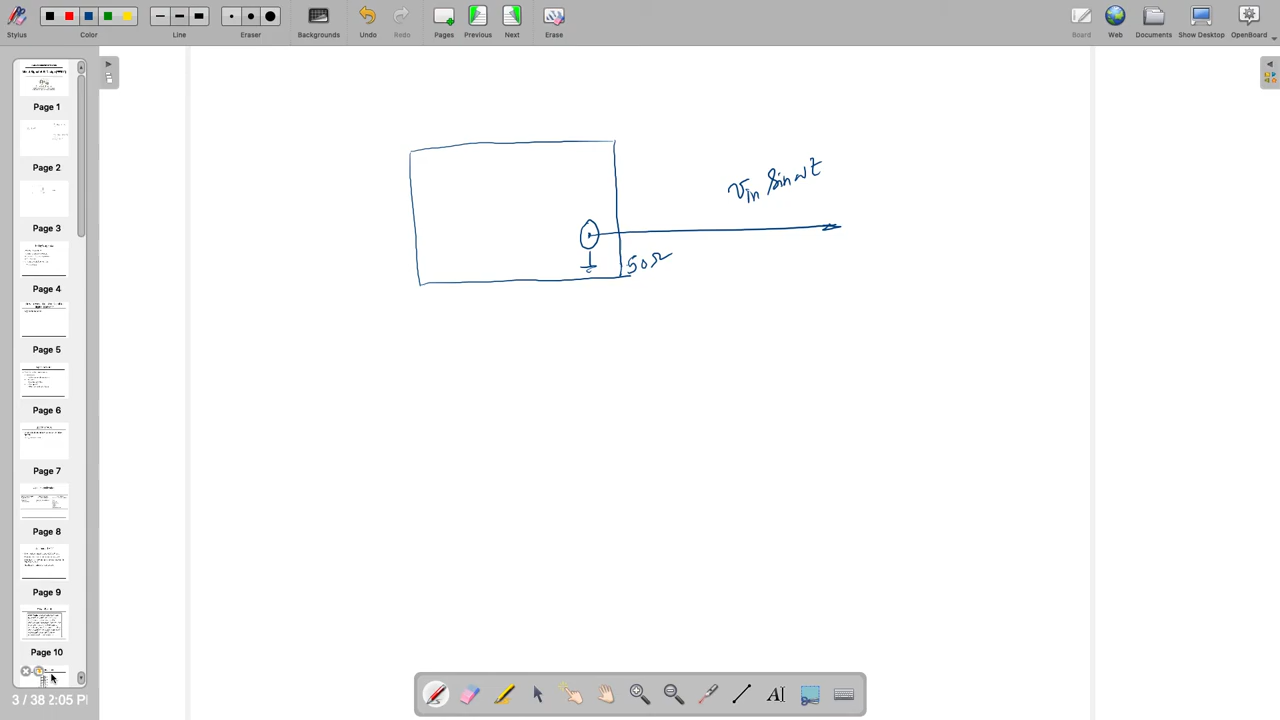 Stylus
Color
Line
Eraser
Backgrounds
Undo
Redo
Pages
Previous
Next
Erase
Board
Web
Documents
Show Desktop
OpenBoard
Page 1
Page 2
Page 3
Page 4
Page 5
Page 6
Page 7
Page 8
Page 9
Page 10
3 / 38
2:05 P
Vin Sin ωt
50Ω
A